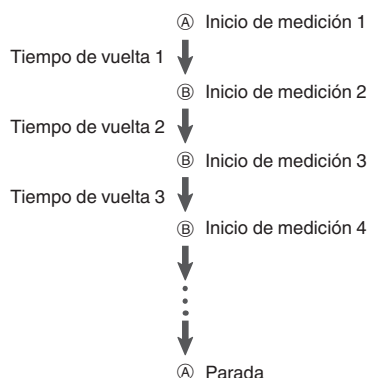 Ⓐ Inicio de medición 1
Tiempo de vuelta 1
Ⓑ Inicio de medición 2
Tiempo de vuelta 2
Ⓑ Inicio de medición 3
Tiempo de vuelta 3
Ⓑ Inicio de medición 4
Ⓐ Parada